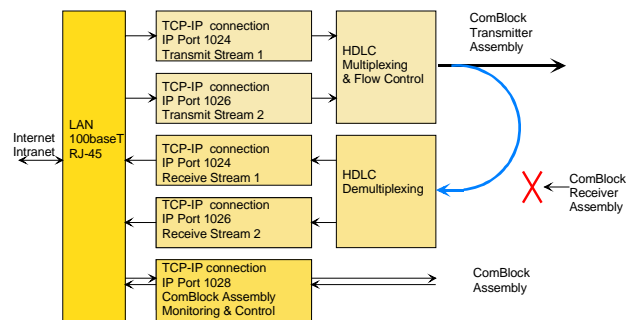 Internet
Intranet
LAN
100baseT
RJ-45
TCP-IP connection
IP Port 1024
Transmit Stream 1
TCP-IP connection
IP Port 1026
Transmit Stream 2
TCP-IP connection
IP Port 1024
Receive Stream 1
TCP-IP connection
IP Port 1026
Receive Stream 2
TCP-IP connection
IP Port 1028
ComBlock Assembly
Monitoring & Control
HDLC
Multiplexing
& Flow Control
HDLC
Demultiplexing
ComBlock
Transmitter
Assembly
ComBlock
Receiver
Assembly
ComBlock
Assembly